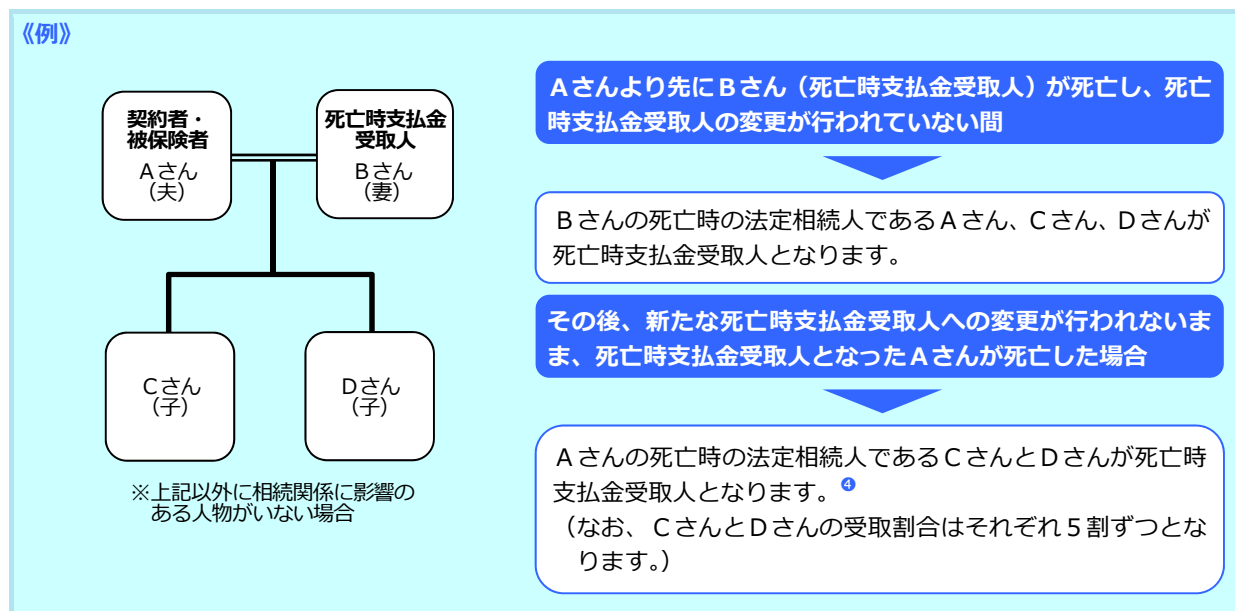 《例》
契約者・
被保険者
Aさん
（夫）
死亡時支払金
受取人
Bさん
（妻）
Cさん
（子）
Dさん
（子）
※上記以外に相続関係に影響の
ある人物がいない場合
Aさんより先にBさん（死亡時支払金受取人）が死亡し、死亡
時支払金受取人の変更が行われていない間
Bさんの死亡時の法定相続人であるAさん、Cさん、Dさんが
死亡時支払金受取人となります。
その後、新たな死亡時支払金受取人への変更が行われないま
ま、死亡時支払金受取人となったAさんが死亡した場合
Aさんの死亡時の法定相続人であるCさんとDさんが死亡時
支払金受取人となります。❹
（なお、CさんとDさんの受取割合はそれぞれ5割ずつとな
ります。）